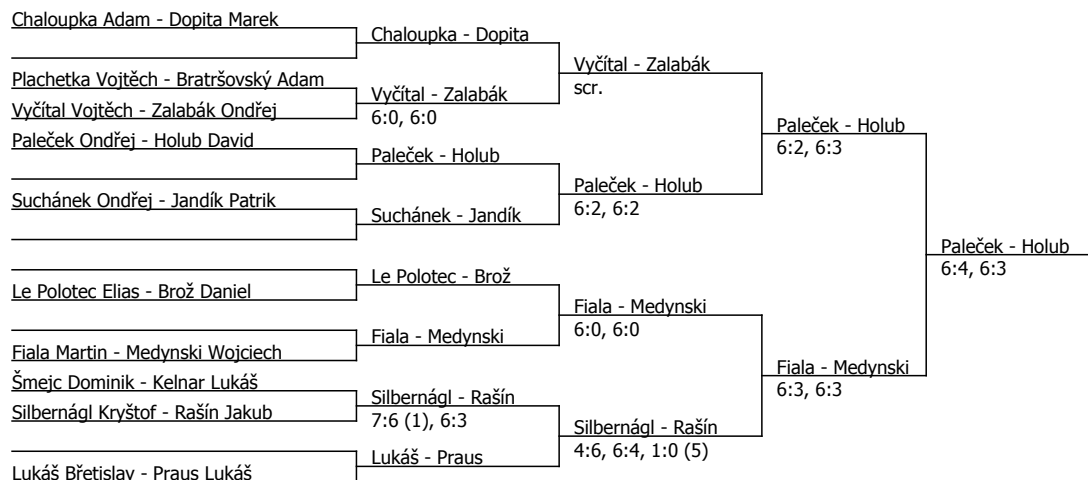 Chaloupka Adam - Dopita Marek
Plachetka Vojtěch - Bratršovský Adam
Vyčítal Vojtěch - Zalabák Ondřej
Paleček Ondřej - Holub David
Suchánek Ondřej - Jandík Patrik
Le Polotec Elias - Brož Daniel
Fiala Martin - Medynski Wojciech
Šmejc Dominik - Kelnar Lukáš
Silbernágl Kryštof - Rašín Jakub
Lukáš Břetislav - Praus Lukáš
Chaloupka - Dopita
Vyčítal - Zalabák
6:0, 6:0
Paleček - Holub
Suchánek - Jandík
Le Polotec - Brož
Fiala - Medynski
Silbernágl - Rašín
7:6 (1), 6:3
Lukáš - Praus
Vyčítal - Zalabák
scr.
Paleček - Holub
6:2, 6:2
Fiala - Medynski
6:0, 6:0
Silbernágl - Rašín
4:6, 6:4, 1:0 (5)
Paleček - Holub
6:2, 6:3
Fiala - Medynski
6:3, 6:3
Paleček - Holub
6:4, 6:3